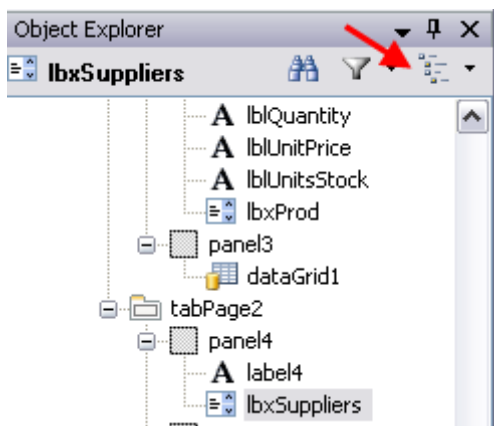 Object Explorer
lbxSuppliers
A lblQuantity
A lblUnitPrice
A lblUnitsStock
lbxProd
panel3
dataGrid1
tabPage2
panel4
A label4
lbxSuppliers